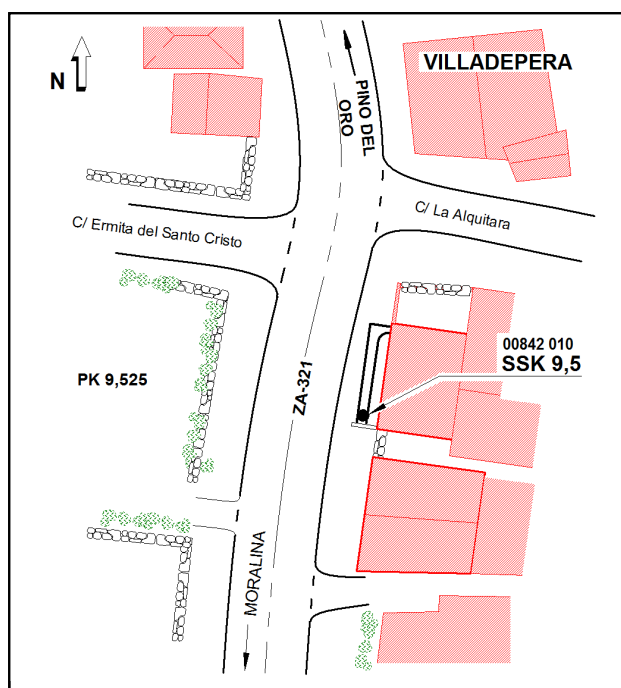 N
VILLADEPERA
PINO DEL
ORO
C/ Ermita del Santo Cristo
C/ La Alquitara
00842 010
SSK 9,5
PK 9,525
ZA-321
MORALINA